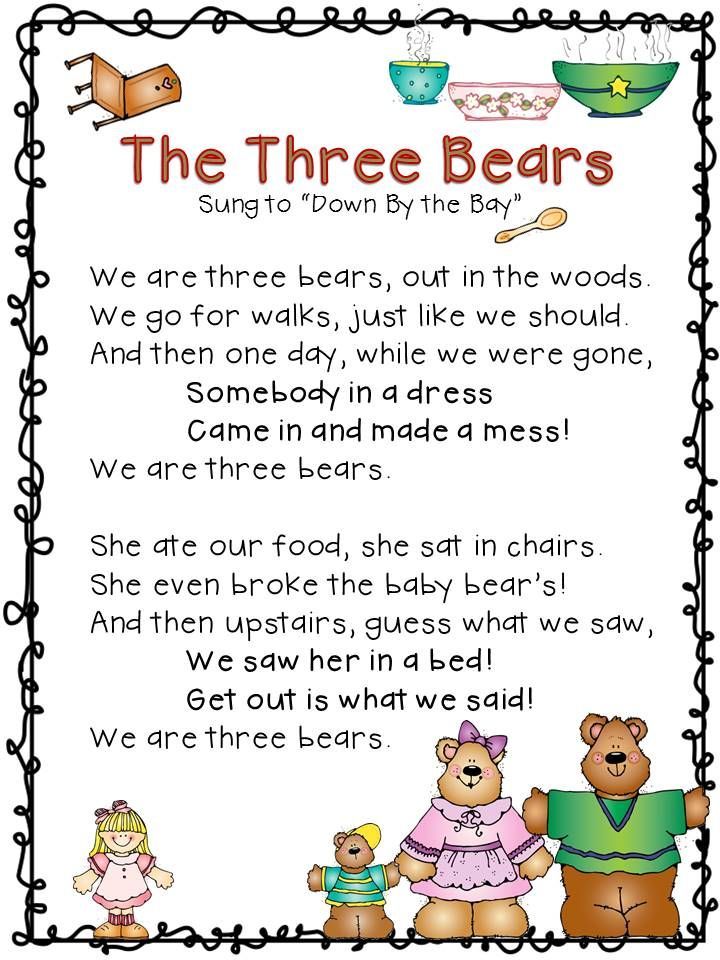 The Three Bears
Sung to “Down By the Bay”
We are three bears, out in the woods.
We go for walks, just like we should.
And then one day, while we were gone,
Somebody in a dress
Came in and made a mess!
We are three bears.
She ate our food, she sat in chairs.
She even broke the baby bear’s!
And then upstairs, guess what we saw,
We saw her in a bed!
Get out is what we said!
We are three bears.